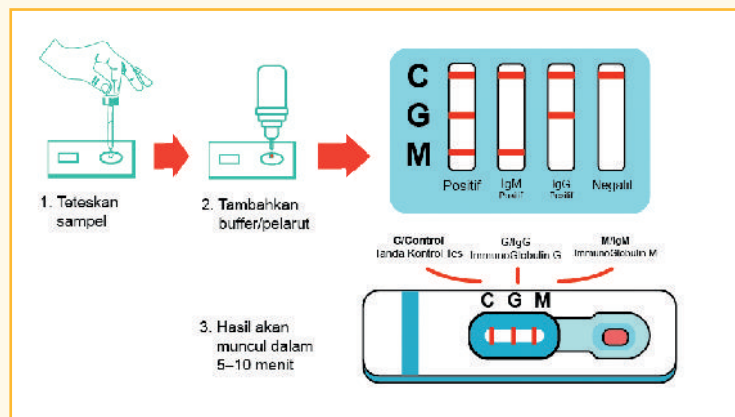 1. Teteskan
sampel
2. Tambahkan
buffer/pelarut
C
G
M
Positif
IgM
Positif
IgG
Positif
Negatif
C/Control
Tanda Kontrol Tes
G/IgG
ImmunoGlobulin G
M/IgM
ImmunoGlobulin M
C G M
3. Hasil akan
muncul dalam
5–10 menit